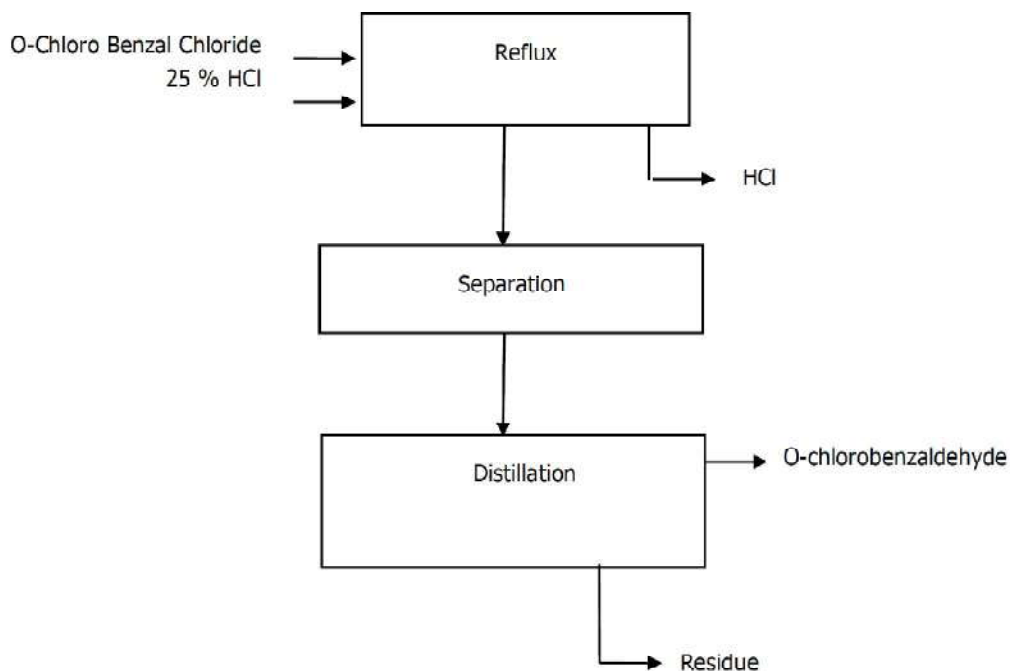 O-Chloro Benzal Chloride
25 % HCl
Reflux
HCl
Separation
Distillation
O-chlorobenzaldehyde
Residue